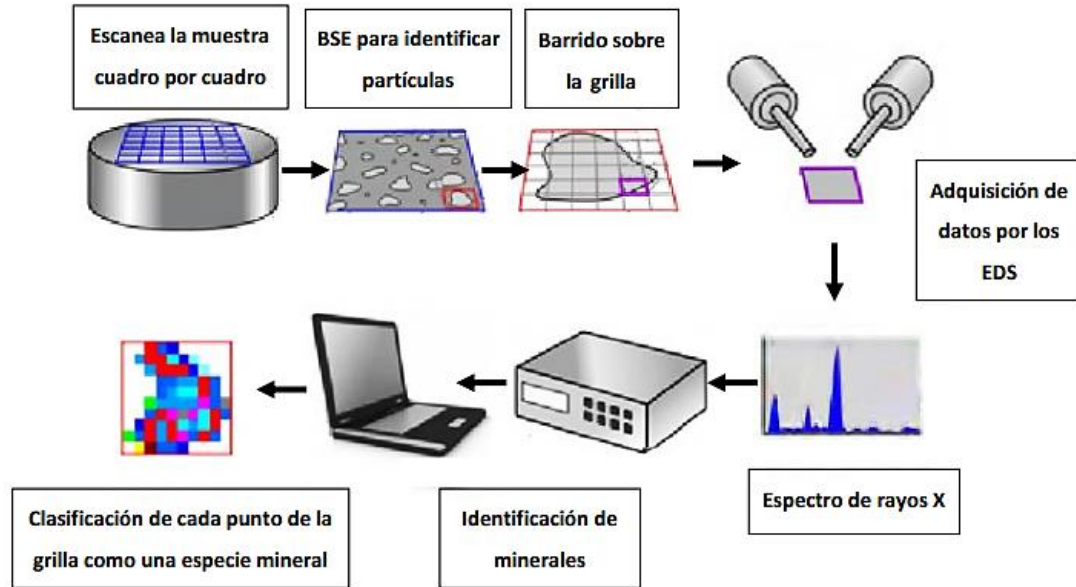 Escanea la muestra
cuadro por cuadro
BSE para identificar
partículas
Barrido sobre
la grilla
Adquisición de
datos por los
EDS
Espectro de rayos X
Identificación de
minerales
Clasificación de cada punto de la
grilla como una especie mineral